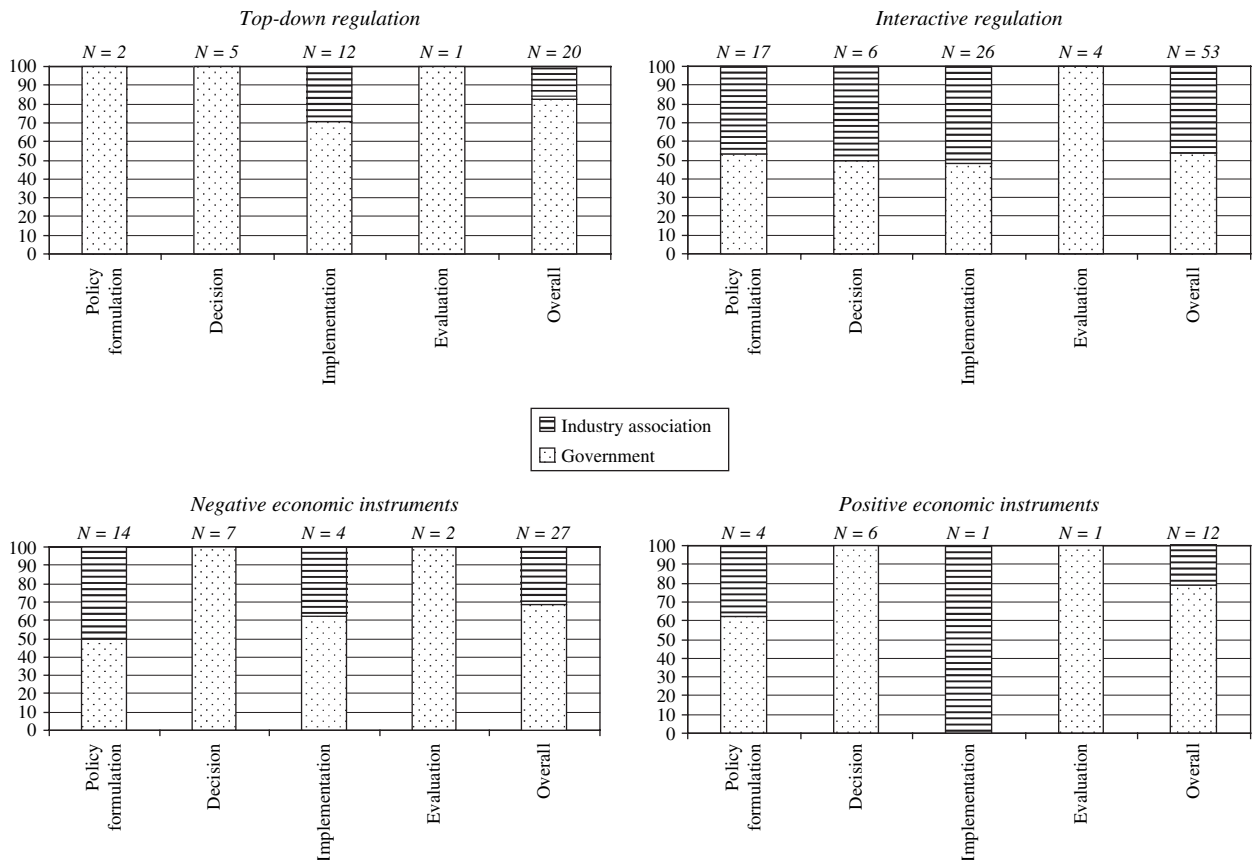 Top-down regulation
N = 2 N = 5 N = 12 N = 1 N = 20
100
90
80
70
60
50
40
30
20
10
0
Policy
formulation
Decision
Implementation
Evaluation
Overall
Interactive regulation
N = 17 N = 6 N = 26 N = 4 N = 53
100
90
80
70
60
50
40
30
20
10
0
Policy
formulation
Decision
Implementation
Evaluation
Overall
Industry association
Government
Negative economic instruments
N = 14 N = 7 N = 4 N = 2 N = 27
100
90
80
70
60
50
40
30
20
10
0
Policy
formulation
Decision
Implementation
Evaluation
Overall
Positive economic instruments
N = 4 N = 6 N = 1 N = 1 N = 12
100
90
80
70
60
50
40
30
20
10
0
Policy
formulation
Decision
Implementation
Evaluation
Overall